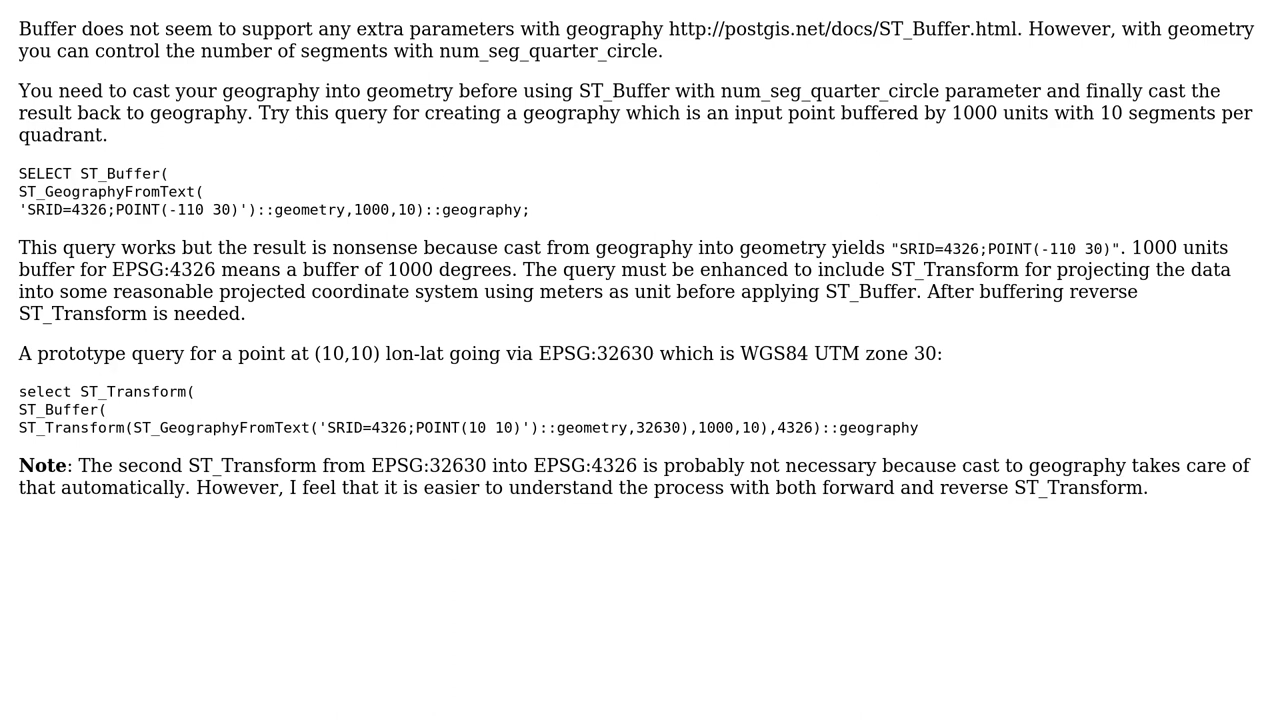 Buffer does not seem to support any extra parameters with geography http://postgis.net/docs/ST_Buffer.html. However, with geometry
you can control the number of segments with num_seg_quarter_circle.
You need to cast your geography into geometry before using ST_Buffer with num_seg_quarter_circle parameter and finally cast the
result back to geography. Try this query for creating a geography which is an input point buffered by 1000 units with 10 segments per
quadrant.
SELECT ST_Buffer(
ST_GeographyFromText(
'SRID=4326;POINT(-110 30)')::geometry,1000,10)::geography;
This query works but the result is nonsense because cast from geography into geometry yields "SRID=4326;POINT(-110 30)". 1000 units
buffer for EPSG:4326 means a buffer of 1000 degrees. The query must be enhanced to include ST_Transform for projecting the data
into some reasonable projected coordinate system using meters as unit before applying ST_Buffer. After buffering reverse
ST_Transform is needed.
A prototype query for a point at (10,10) lon-lat going via EPSG:32630 which is WGS84 UTM zone 30:
select ST_Transform(
ST_Buffer(
ST_Transform(ST_GeographyFromText('SRID=4326;POINT(10 10)')::geometry,32630),1000,10),4326)::geography
Note: The second ST_Transform from EPSG:32630 into EPSG:4326 is probably not necessary because cast to geography takes care of
that automatically. However, I feel that it is easier to understand the process with both forward and reverse ST_Transform.